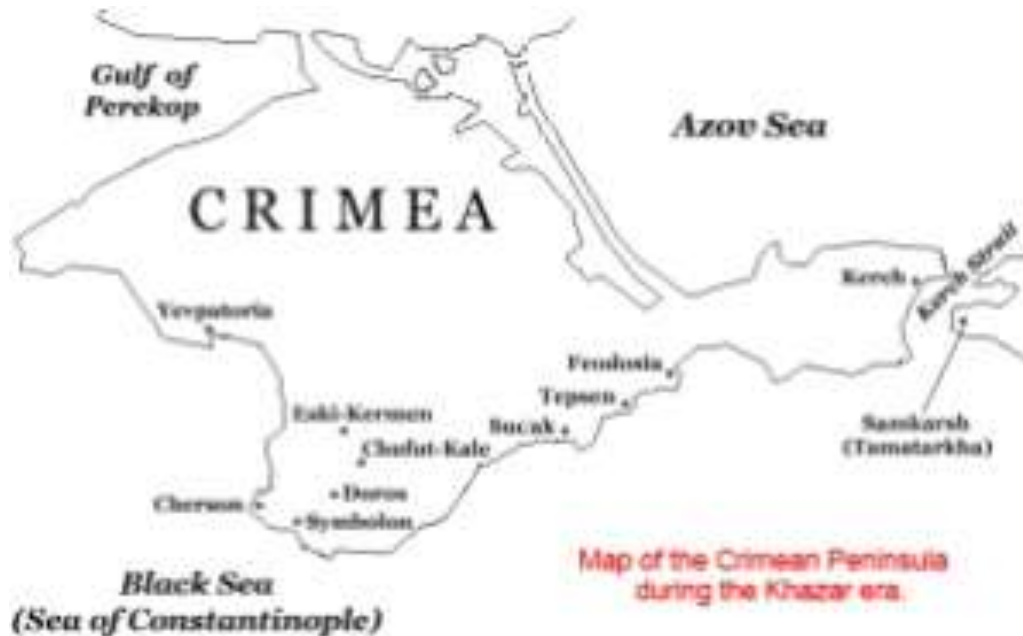 Gulf of
Perekop
Azov Sea
CRIMEA
Kerch
Kerch Strait
Yevpatoria
Feodosia
Tepsen
Eski-Kermen
Sucak
Chufut-Kale
Samkarsh
(Tamatarkha)
Doros
Cherson
Symbolon
Map of the Crimean Peninsula
during the Khazar era.
Black Sea
(Sea of Constantinople)